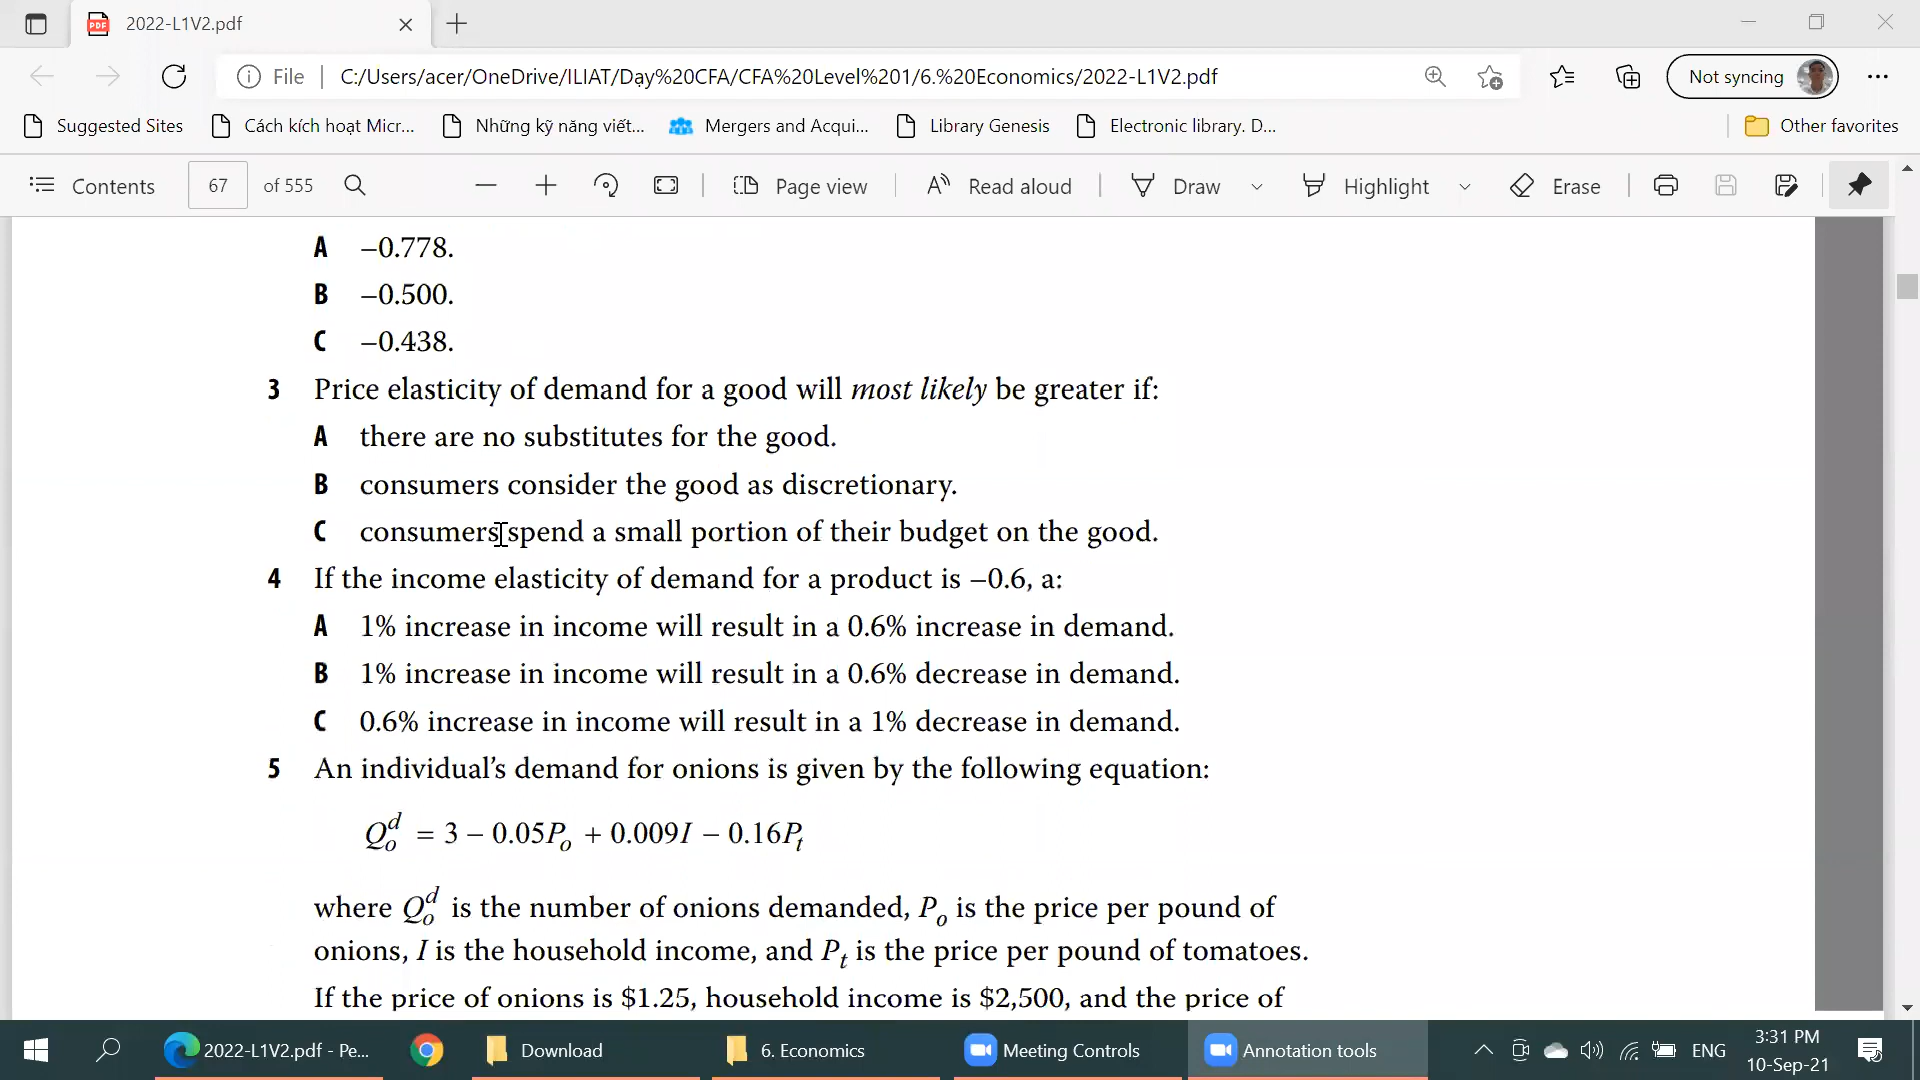 2022-L1V2.pdf
File | C:/Users/acer/OneDrive/ILIAT/Dạy%20CFA/CFA%20Level%201/6.%20Economics/2022-L1V2.pdf
Not syncing
Suggested Sites
Cách kích hoạt Micr...
Những kỹ năng viết...
Mergers and Acqui...
Library Genesis
Electronic library. D...
Other favorites
Contents
67 of 555
Page view
Read aloud
Draw
Highlight
Erase
A –0.778.
B –0.500.
C –0.438.
3 Price elasticity of demand for a good will most likely be greater if:
A there are no substitutes for the good.
B consumers consider the good as discretionary.
C consumers spend a small portion of their budget on the good.
4 If the income elasticity of demand for a product is –0.6, a:
A 1% increase in income will result in a 0.6% increase in demand.
B 1% increase in income will result in a 0.6% decrease in demand.
C 0.6% increase in income will result in a 1% decrease in demand.
5 An individual’s demand for onions is given by the following equation:
Q_o^d = 3 – 0.05P_o + 0.009I – 0.16P_t
where Q_o^d is the number of onions demanded, P_o is the price per pound of
onions, I is the household income, and P_t is the price per pound of tomatoes.
If the price of onions is $1.25, household income is $2,500, and the price of
2022-L1V2.pdf - Pe...
Download
6. Economics
Meeting Controls
Annotation tools
ENG
3:31 PM
10-Sep-21